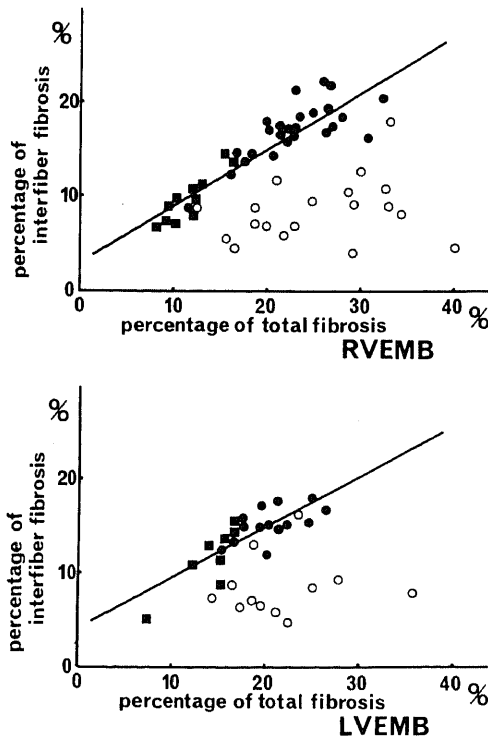 %
20
10
0
percentage of
interfiber fibrosis
0 10 20 30 40 %
percentage of total fibrosis
RVEMB
%
20
10
0
percentage of
interfiber fibrosis
0 10 20 30 40 %
percentage of total fibrosis
LVEMB